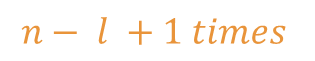 n − l + 1 times